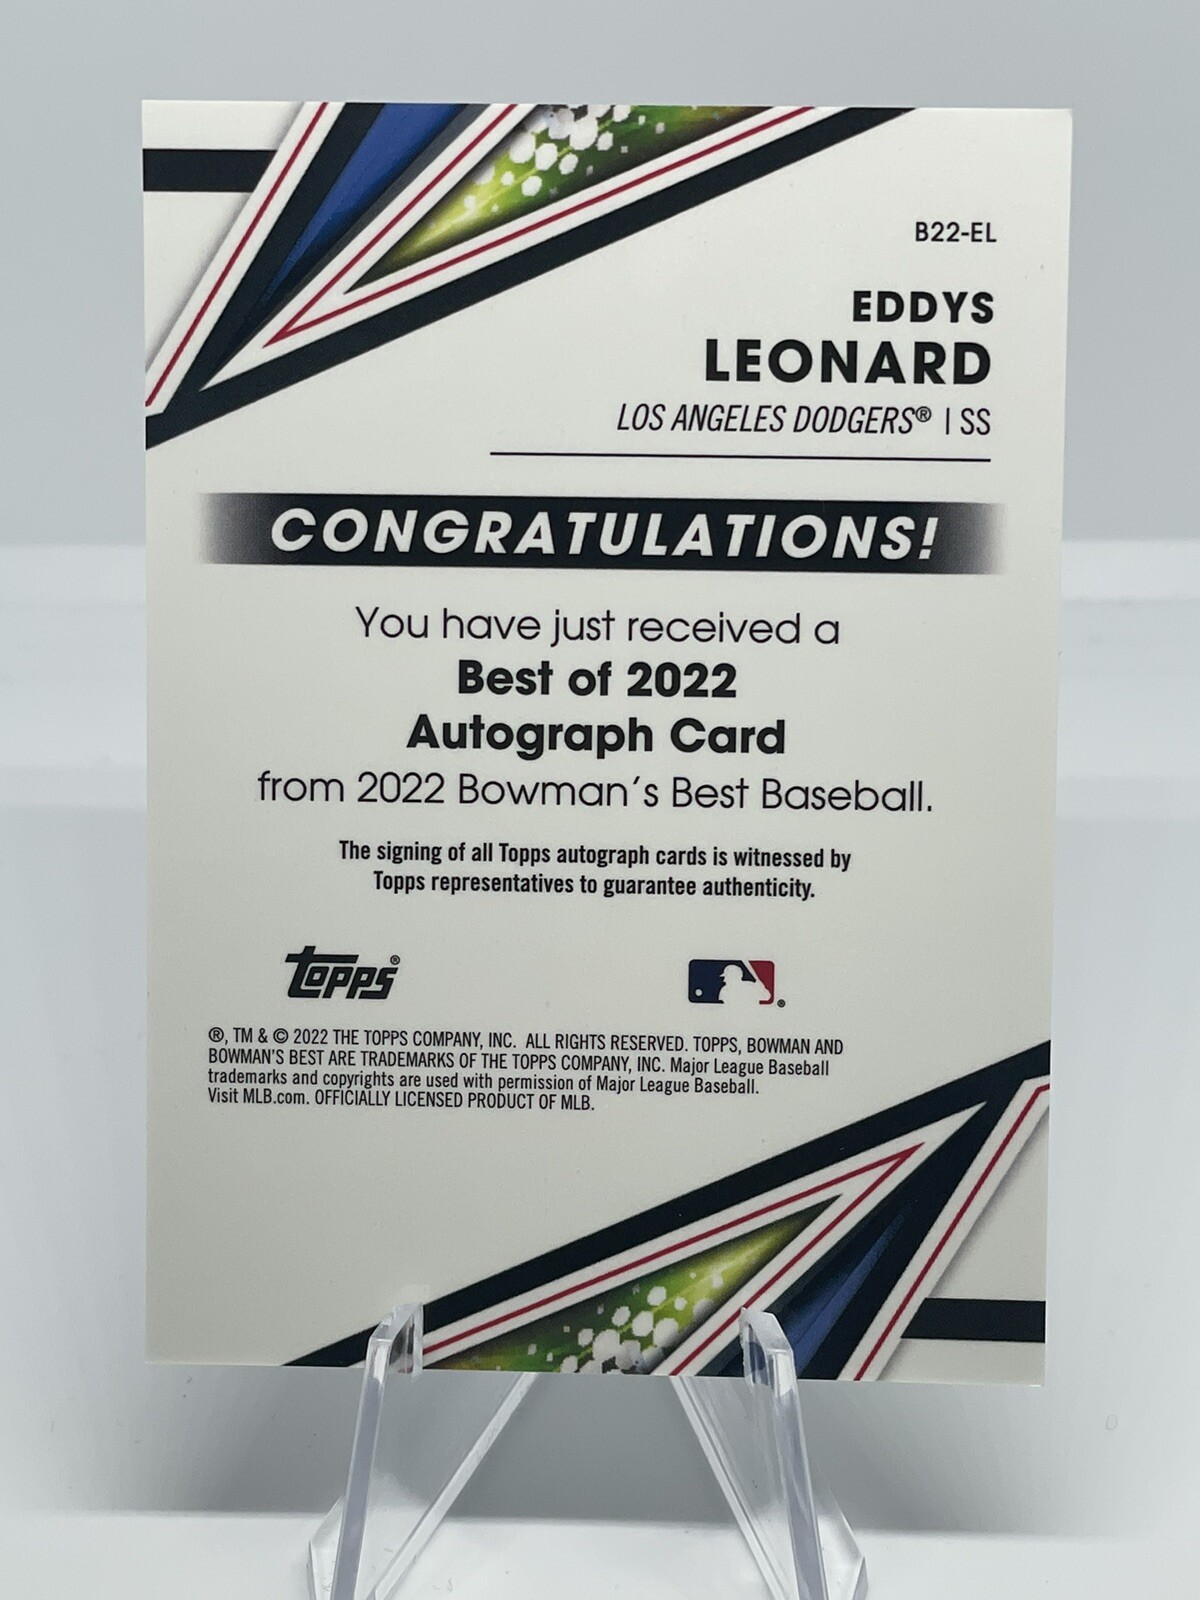 B22-EL
EDDYS
LEONARD
LOS ANGELES DODGERS® | SS
CONGRATULATIONS!
You have just received a
Best of 2022
Autograph Card
from 2022 Bowman's Best Baseball.
The signing of all Topps autograph cards is witnessed by
Topps representatives to guarantee authenticity.
Topps®
®, TM & © 2022 THE TOPPS COMPANY, INC. ALL RIGHTS RESERVED. TOPPS, BOWMAN AND
BOWMAN'S BEST ARE TRADEMARKS OF THE TOPPS COMPANY, INC. Major League Baseball
trademarks and copyrights are used with permission of Major League Baseball.
Visit MLB.com. OFFICIALLY LICENSED PRODUCT OF MLB.